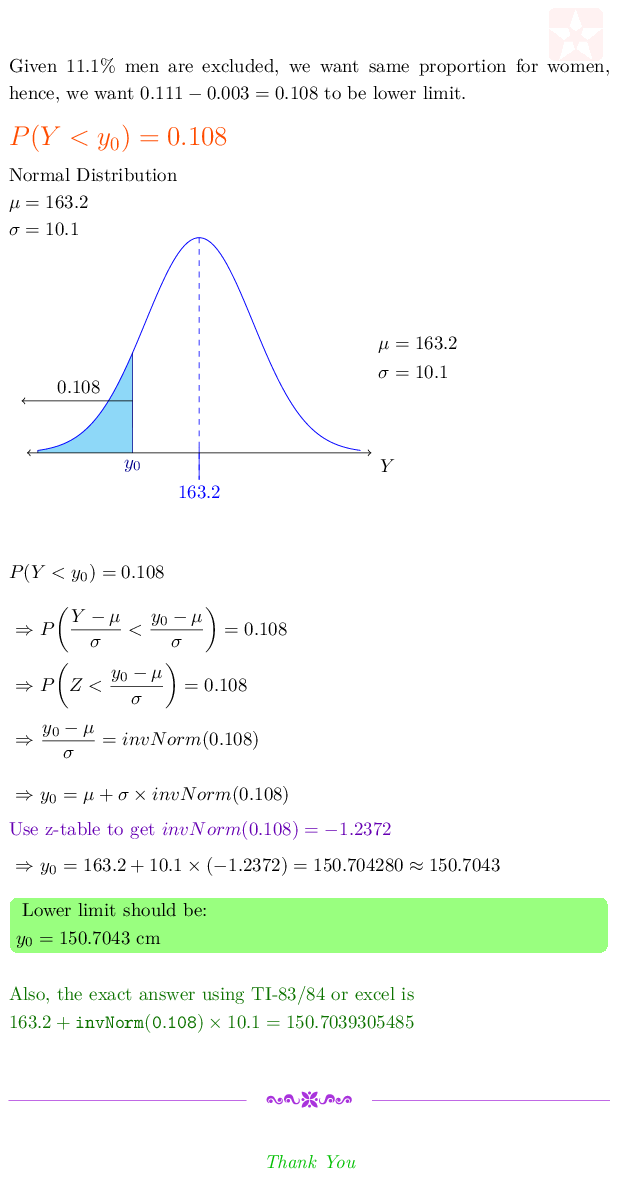 Given 11.1% men are excluded, we want same proportion for women,
hence, we want 0.111 − 0.003 = 0.108 to be lower limit.
P(Y < y₀) = 0.108
Normal Distribution
μ = 163.2
σ = 10.1
μ = 163.2
σ = 10.1
0.108
y₀
Y
163.2
P(Y < y₀) = 0.108
⇒ P((Y − μ)/σ < (y₀ − μ)/σ) = 0.108
⇒ P(Z < (y₀ − μ)/σ) = 0.108
⇒ (y₀ − μ)/σ = invNorm(0.108)
⇒ y₀ = μ + σ × invNorm(0.108)
Use z-table to get invNorm(0.108) = −1.2372
⇒ y₀ = 163.2 + 10.1 × (−1.2372) = 150.704280 ≈ 150.7043
Lower limit should be:
y₀ = 150.7043 cm
Also, the exact answer using TI-83/84 or excel is
163.2 + invNorm(0.108) × 10.1 = 150.7039305485
Thank You